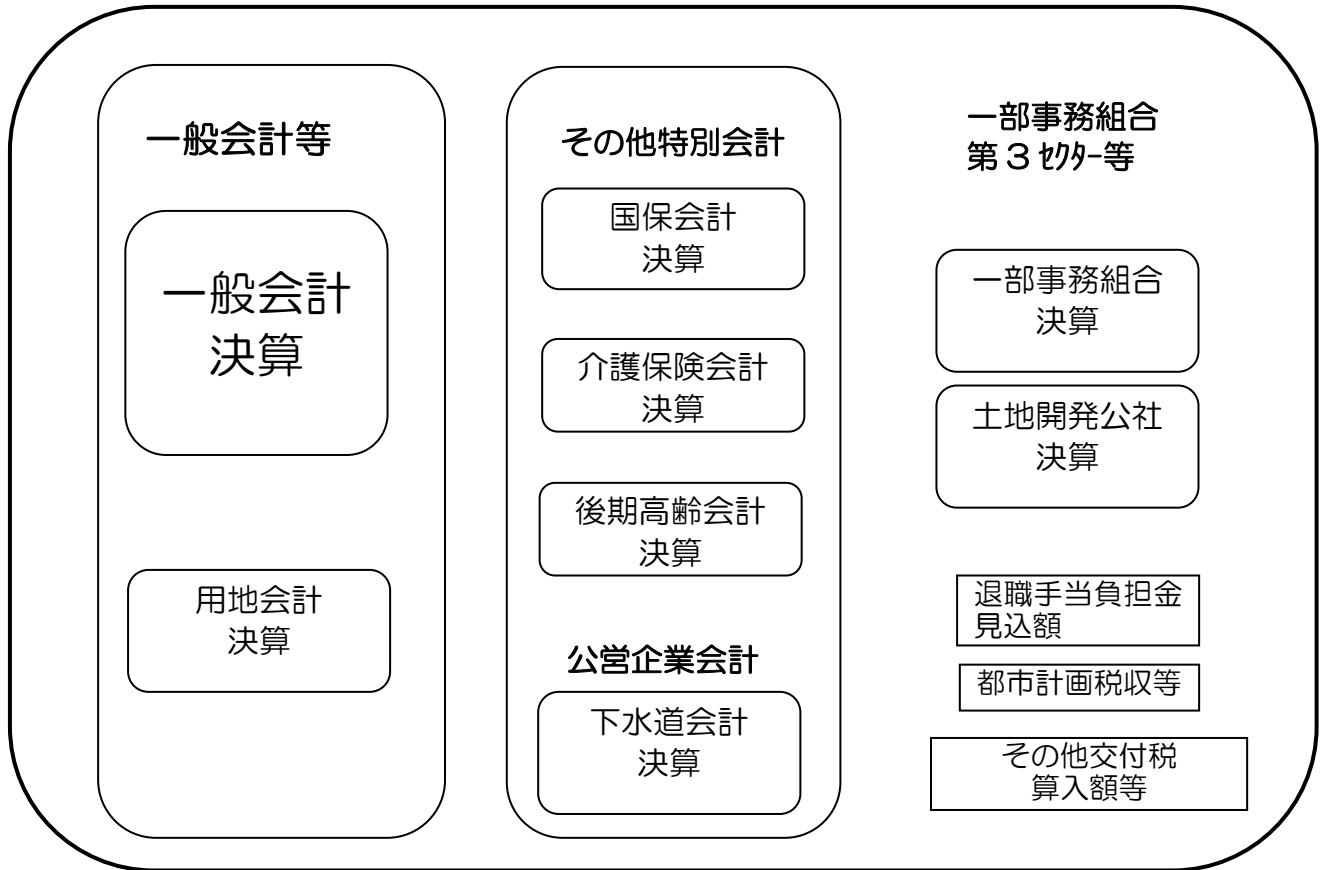 一般会計等
一般会計
決算
用地会計
決算
その他特別会計
国保会計
決算
介護保険会計
決算
後期高齢会計
決算
公営企業会計
下水道会計
決算
一部事務組合
第３ｾｸﾀｰ等
一部事務組合
決算
土地開発公社
決算
退職手当負担金
見込額
都市計画税収等
その他交付税
算入額等